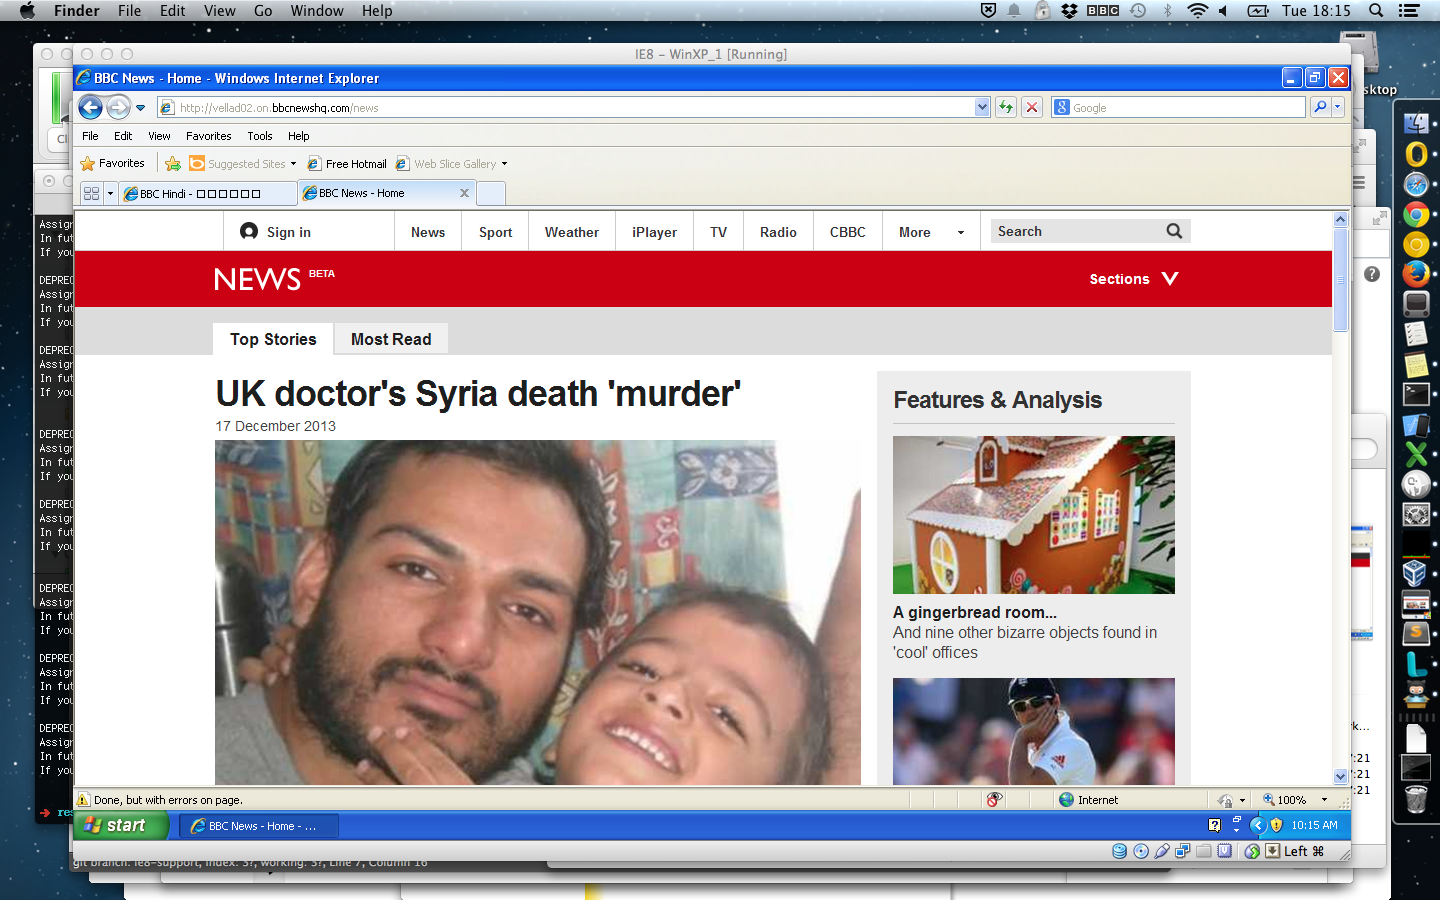 Finder File Edit View Go Window Help
BBC
Tue 18:15
IE8 – WinXP_1 [Running]
sktop
BBC News - Home - Windows Internet Explorer
http://vellad02.on.bbcnewshq.com/news
Google
File Edit View Favorites Tools Help
Favorites
Suggested Sites
Free Hotmail
Web Slice Gallery
BBC Hindi - □□□□□□
BBC News - Home
Sign in
News
Sport
Weather
iPlayer
TV
Radio
CBBC
More
Search
NEWS BETA
Sections
Top Stories
Most Read
UK doctor's Syria death 'murder'
17 December 2013
Features & Analysis
A gingerbread room...
And nine other bizarre objects found in
'cool' offices
Cl
Assign
In fut
If you
DEPREC
Assign
In fut
If you
DEPREC
Assign
In fut
If you
DEPREC
Assign
In fut
If you
DEPREC
Assign
In fut
If you
DEPREC
Assign
In fut
If you
DEPREC
Assign
In fut
If you
DEPREC
Assign
In fut
If you
res
rk...
:21
:21
:21
Done, but with errors on page.
Internet
100%
start
BBC News - Home - ...
10:15 AM
Left ⌘
git branch: ie8-support, index: 3?, working: 3?, Line 7, Column 16